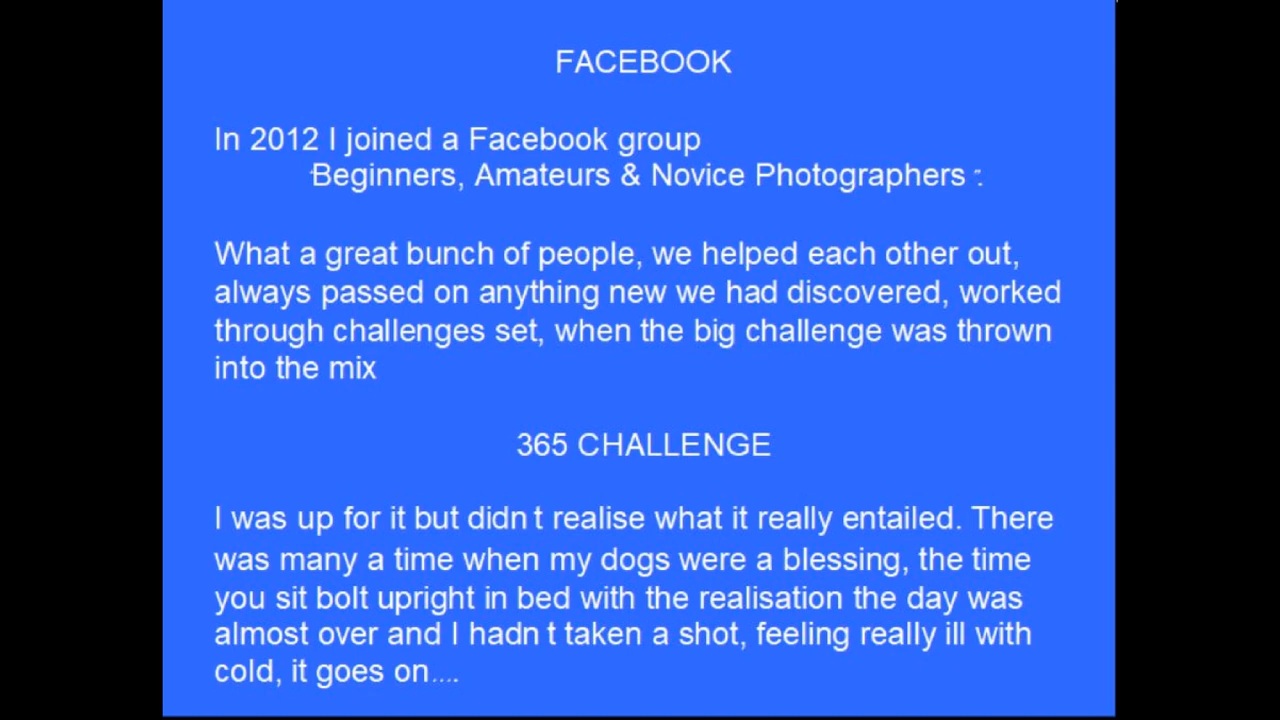 FACEBOOK
In 2012 I joined a Facebook group
"Beginners, Amateurs & Novice Photographers ".
What a great bunch of people, we helped each other out,
always passed on anything new we had discovered, worked
through challenges set, when the big challenge was thrown
into the mix
365 CHALLENGE
I was up for it but didn t realise what it really entailed. There
was many a time when my dogs were a blessing, the time
you sit bolt upright in bed with the realisation the day was
almost over and I hadn t taken a shot, feeling really ill with
cold, it goes on....